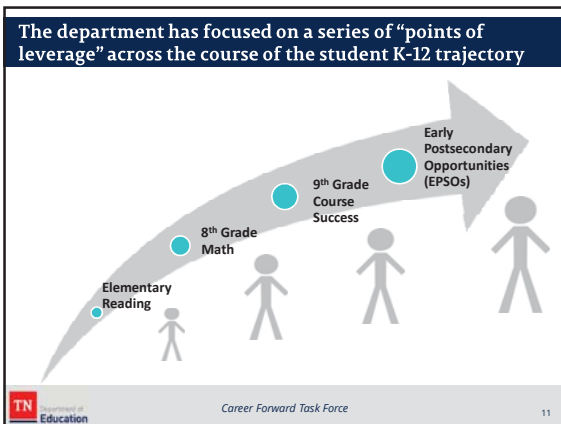 The department has focused on a series of “points of
leverage” across the course of the student K-12 trajectory
Early
Postsecondary
Opportunities
(EPSOs)
9th Grade
Course
Success
8th Grade
Math
Elementary
Reading
TN
Department of
Education
Career Forward Task Force
11